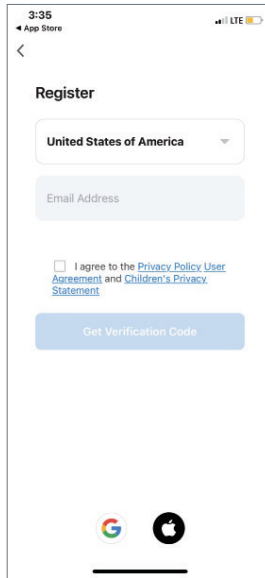 3:35
LTE
◀ App Store
Register
United States of America
Email Address
I agree to the Privacy Policy User
Agreement and Children's Privacy
Statement
Get Verification Code